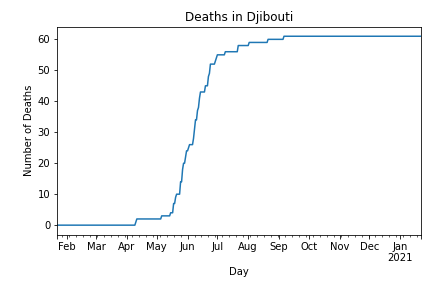 Deaths in Djibouti
Number of Deaths
60
50
40
30
20
10
0
Feb Mar Apr May Jun Jul Aug Sep Oct Nov Dec Jan
2021
Day